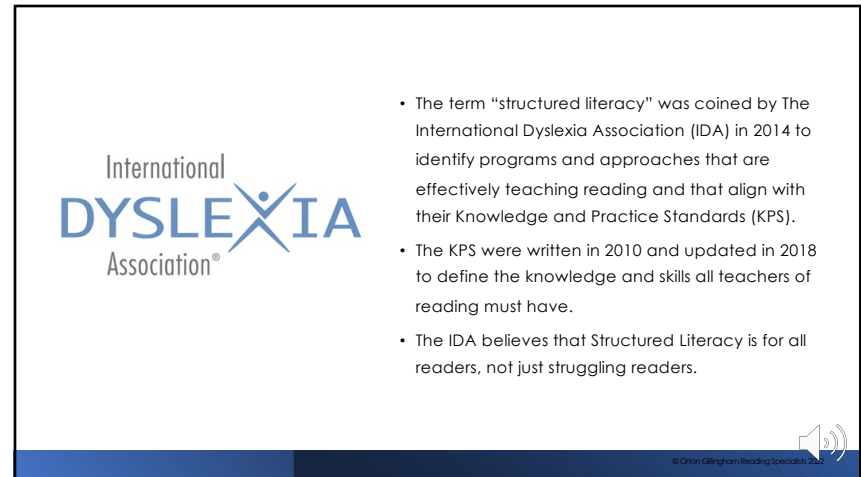 International
DYSLEXIA
Association®
• The term “structured literacy” was coined by The
International Dyslexia Association (IDA) in 2014 to
identify programs and approaches that are
effectively teaching reading and that align with
their Knowledge and Practice Standards (KPS).
• The KPS were written in 2010 and updated in 2018
to define the knowledge and skills all teachers of
reading must have.
• The IDA believes that Structured Literacy is for all
readers, not just struggling readers.
© Orton Gillingham Reading Specialists 2022